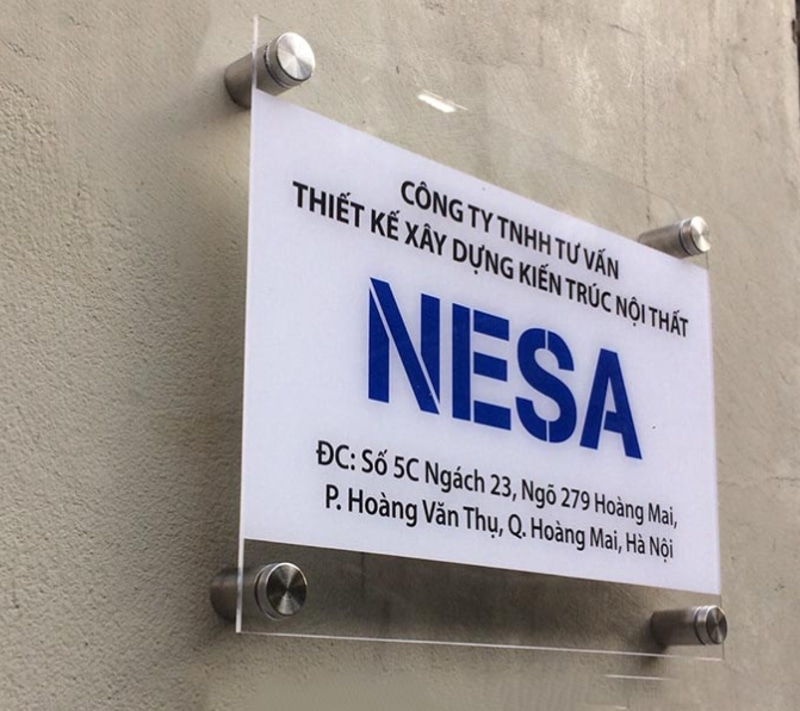 CÔNG TY TNHH TƯ VẤN
THIẾT KẾ XÂY DỰNG KIẾN TRÚC NỘI THẤT
NESA
ĐC: Số 5C Ngách 23, Ngõ 279 Hoàng Mai,
P. Hoàng Văn Thụ, Q. Hoàng Mai, Hà Nội